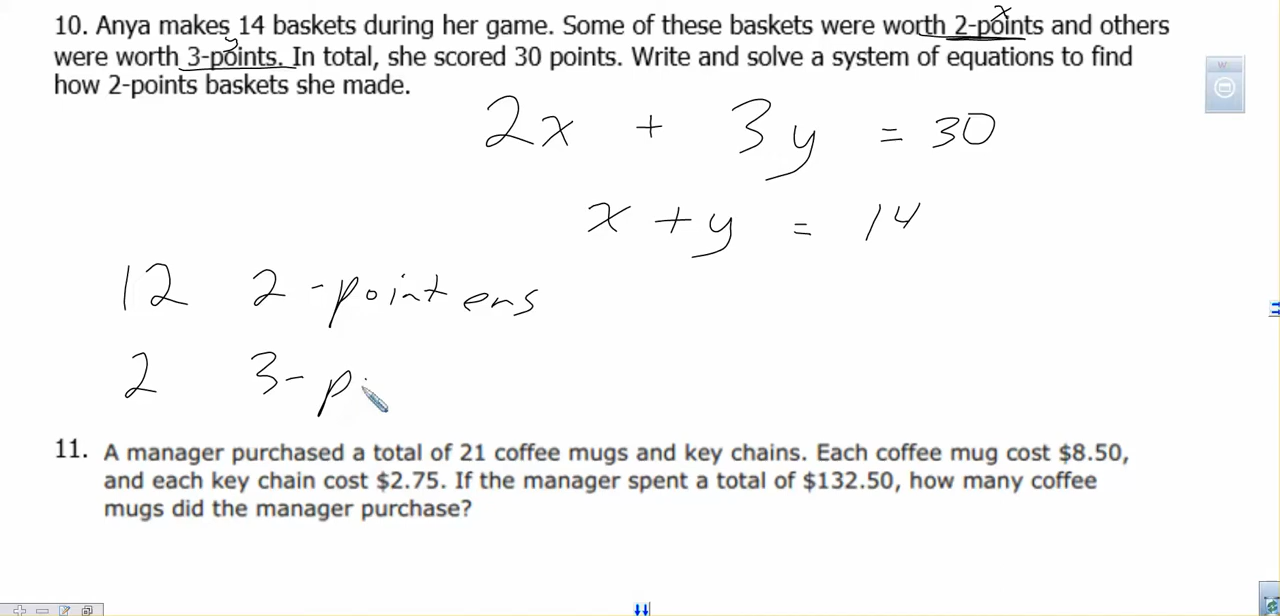 x
10. Anya makes 14 baskets during her game. Some of these baskets were worth 2-points and others
y
were worth 3-points. In total, she scored 30 points. Write and solve a system of equations to find
how 2-points baskets she made.
2x + 3y = 30
x + y = 14
12 2-pointers
2 3-p
11. A manager purchased a total of 21 coffee mugs and key chains. Each coffee mug cost $8.50,
and each key chain cost $2.75. If the manager spent a total of $132.50, how many coffee
mugs did the manager purchase?
W